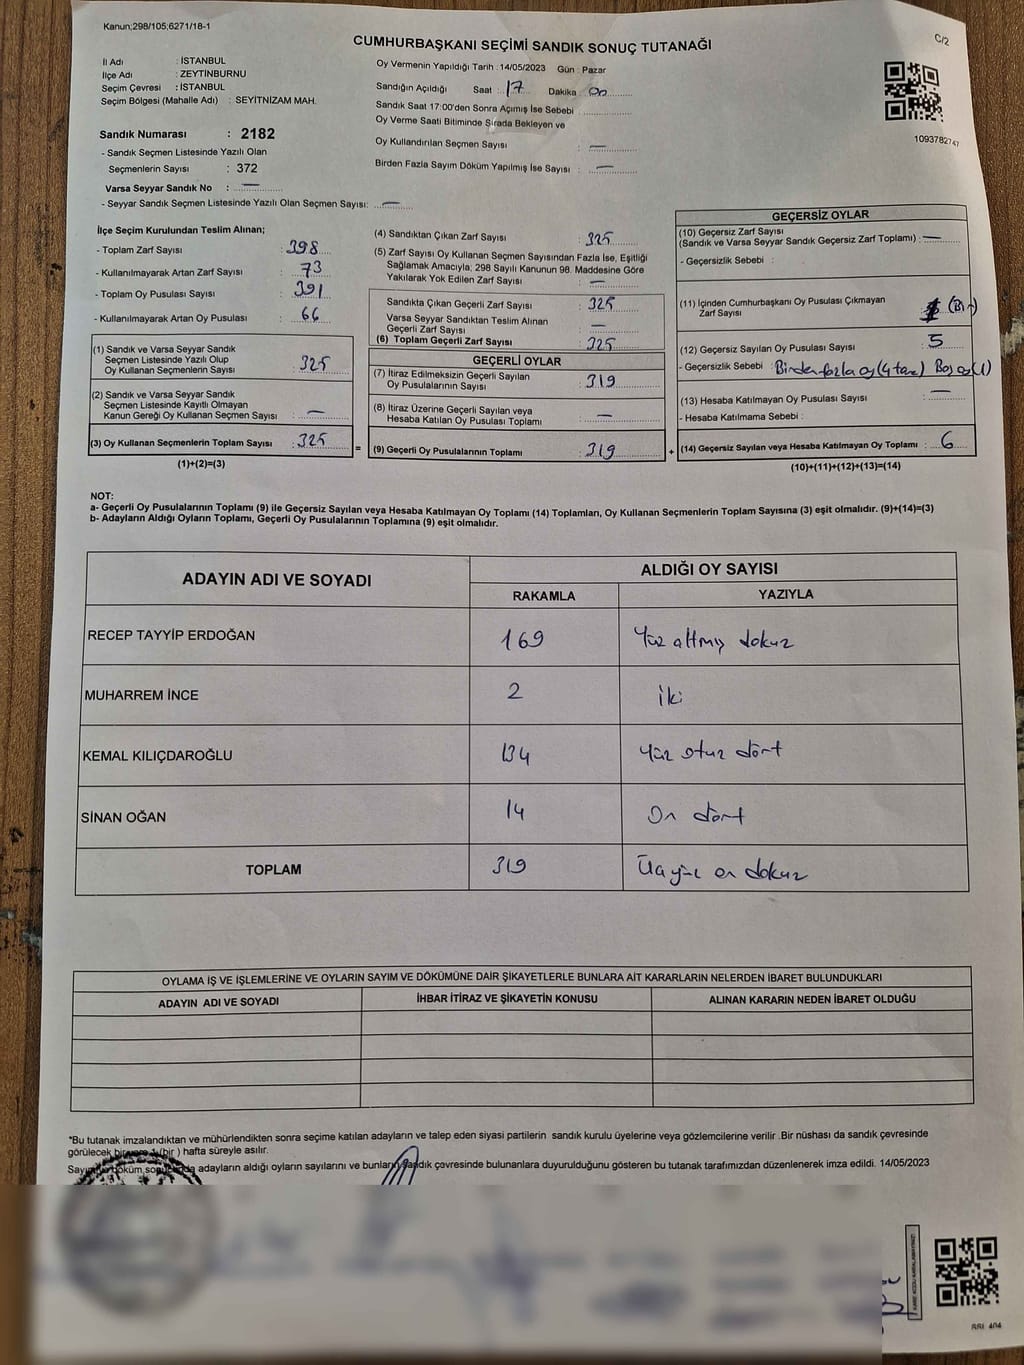 Kanun;298/105;6271/18-1
CUMHURBAŞKANI SEÇİMİ SANDIK SONUÇ TUTANAĞI
C/2
İl Adı : İSTANBUL
İlçe Adı : ZEYTİNBURNU
Seçim Çevresi : İSTANBUL
Seçim Bölgesi (Mahalle Adı) : SEYİTNİZAM MAH.
Sandık Numarası : 2182
- Sandık Seçmen Listesinde Yazılı Olan
Seçmenlerin Sayısı : 372
Varsa Seyyar Sandık No : —
- Seyyar Sandık Seçmen Listesinde Yazılı Olan Seçmen Sayısı: —
Oy Vermenin Yapıldığı Tarih : 14/05/2023 Gün : Pazar
Sandığın Açıldığı Saat : 17 Dakika : 00
Sandık Saat 17:00'den Sonra Açımış İse Sebebi :
Oy Verme Saati Bitiminde Sırada Bekleyen ve
Oy Kullandırılan Seçmen Sayısı : —
Birden Fazla Sayım Döküm Yapılmış İse Sayısı : —
1093782747
İlçe Seçim Kurulundan Teslim Alınan;
- Toplam Zarf Sayısı : 398
- Kullanılmayarak Artan Zarf Sayısı : 73
- Toplam Oy Pusulası Sayısı : 391
- Kullanılmayarak Artan Oy Pusulası : 66
(1) Sandık ve Varsa Seyyar Sandık
Seçmen Listesinde Yazılı Olup
Oy Kullanan Seçmenlerin Sayısı : 325
(2) Sandık ve Varsa Seyyar Sandık
Seçmen Listesinde Kayıtlı Olmayan
Kanun Gereği Oy Kullanan Seçmen Sayısı : —
(3) Oy Kullanan Seçmenlerin Toplam Sayısı : 325 =
(1)+(2)=(3)
(4) Sandıktan Çıkan Zarf Sayısı : 325
(5) Zarf Sayısı Oy Kullanan Seçmen Sayısından Fazla İse, Eşitliği
Sağlamak Amacıyla; 298 Sayılı Kanunun 98. Maddesine Göre
Yakılarak Yok Edilen Zarf Sayısı : —
Sandıkta Çıkan Geçerli Zarf Sayısı : 325
Varsa Seyyar Sandıktan Teslim Alınan
Geçerli Zarf Sayısı : —
(6) Toplam Geçerli Zarf Sayısı : 325
GEÇERLİ OYLAR
(7) İtiraz Edilmeksizin Geçerli Sayılan
Oy Pusulalarının Sayısı : 319
(8) İtiraz Üzerine Geçerli Sayılan veya
Hesaba Katılan Oy Pusulası Toplamı : —
(9) Geçerli Oy Pusulalarının Toplamı : 319 +
GEÇERSİZ OYLAR
(10) Geçersiz Zarf Sayısı
(Sandık ve Varsa Seyyar Sandık Geçersiz Zarf Toplamı) : —
- Geçersizlik Sebebi :
(11) İçinden Cumhurbaşkanı Oy Pusulası Çıkmayan
Zarf Sayısı : 1 (Bir)
(12) Geçersiz Sayılan Oy Pusulası Sayısı : 5
- Geçersizlik Sebebi : Birden fazla oy (4 tane) Boş oy (1)
(13) Hesaba Katılmayan Oy Pusulası Sayısı : —
- Hesaba Katılmama Sebebi :
(14) Geçersiz Sayılan veya Hesaba Katılmayan Oy Toplamı : 6
(10)+(11)+(12)+(13)=(14)
NOT:
a- Geçerli Oy Pusulalarının Toplamı (9) ile Geçersiz Sayılan veya Hesaba Katılmayan Oy Toplamı (14) Toplamları, Oy Kullanan Seçmenlerin Toplam Sayısına (3) eşit olmalıdır. (9)+(14)=(3)
b- Adayların Aldığı Oyların Toplamı, Geçerli Oy Pusulalarının Toplamına (9) eşit olmalıdır.
ADAYIN ADI VE SOYADI ALDIĞI OY SAYISI
RAKAMLA YAZIYLA
RECEP TAYYİP ERDOĞAN 169 Yüz altmış dokuz
MUHARREM İNCE 2 iki
KEMAL KILIÇDAROĞLU 134 Yüz otuz dört
SİNAN OĞAN 14 On dört
TOPLAM 319 Üçyüz on dokuz
OYLAMA İŞ VE İŞLEMLERİNE VE OYLARIN SAYIM VE DÖKÜMÜNE DAİR ŞİKAYETLERLE BUNLARA AİT KARARLARIN NELERDEN İBARET BULUNDUKLARI
ADAYIN ADI VE SOYADI İHBAR İTİRAZ VE ŞİKAYETİN KONUSU ALINAN KARARIN NEDEN İBARET OLDUĞU
*Bu tutanak imzalandıktan ve mühürlendikten sonra seçime katılan adayların ve talep eden siyasi partilerin sandık kurulu üyelerine veya gözlemcilerine verilir .Bir nüshası da sandık çevresinde
görülecek bir yere 1 (bir ) hafta süreyle asılır.
döküm adayların aldığı oyların sayılarını ve bunların sandık çevresinde bulunanlara duyurulduğunu gösteren bu tutanak tarafımızdan düzenlenerek imza edildi. 14/05/2023